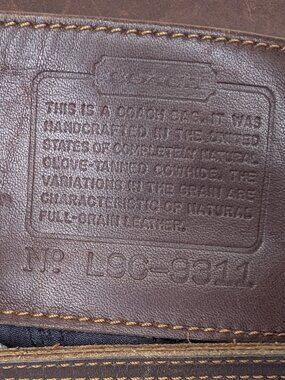 COACH
THIS IS A COACH BAG. IT WAS
HANDCRAFTED IN THE UNITED
STATES OF COMPLETELY NATURAL
GLOVE-TANNED COWHIDE. THE
VARIATIONS IN THE GRAIN ARE
CHARACTERISTIC OF NATURAL
FULL-GRAIN LEATHER.
Nº L9C-9311